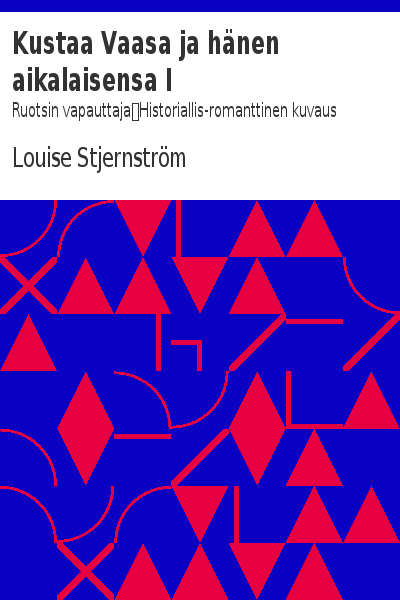 Kustaa Vaasa ja hänen
aikalaisensa I
Ruotsin vapauttaja▯Historiallis-romanttinen kuvaus
Louise Stjernström